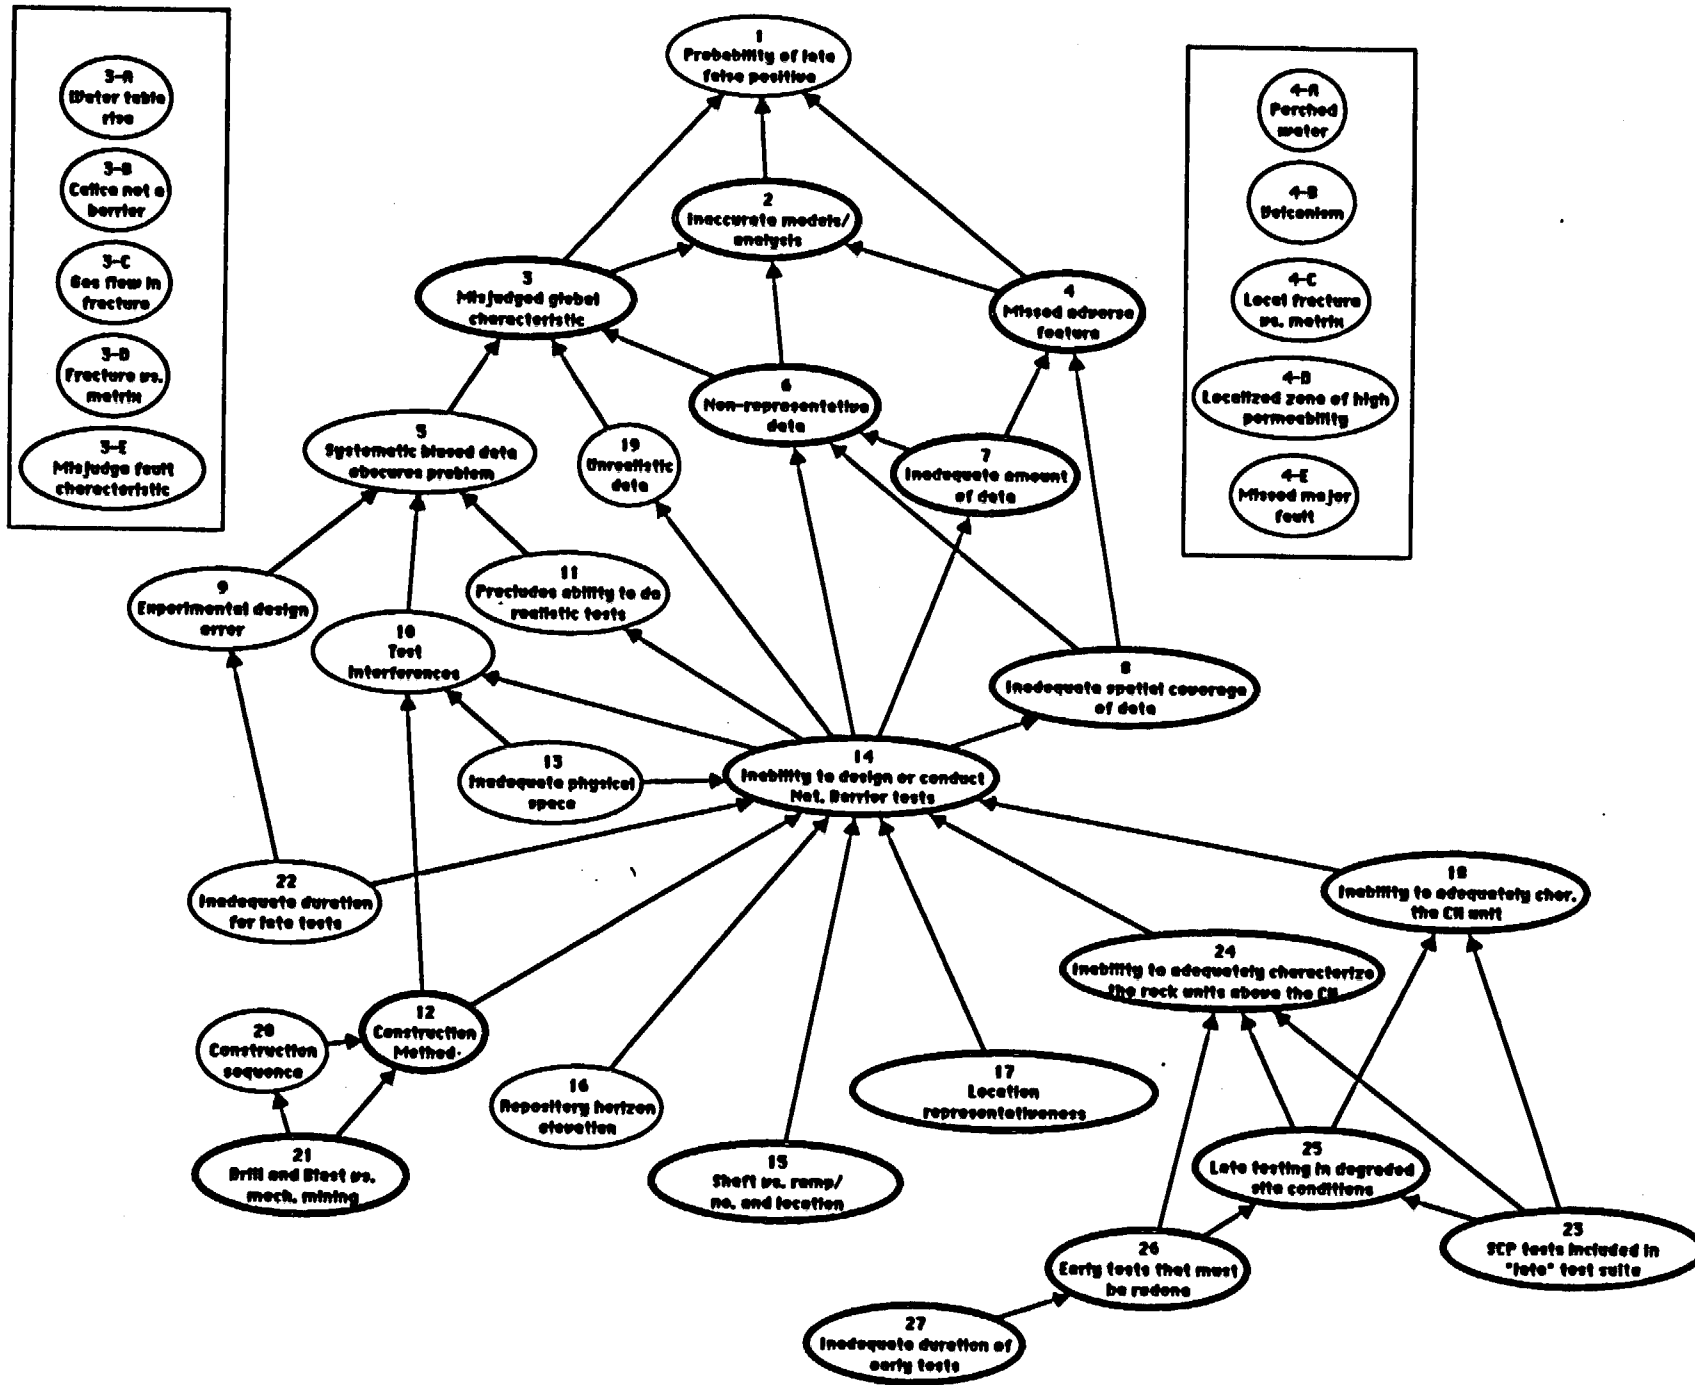 1
Probability of late
false positive
3-A
Water table
rise
3-B
Calico not a
barrier
3-C
Gas flow in
fracture
3-D
Fracture vs.
matrix
3-E
Misjudge fault
characteristic
4-A
Perched
water
4-B
Volcanism
4-C
Local fracture
vs. matrix
4-D
Localized zone of high
permeability
4-E
Missed major
fault
2
Inaccurate models/
analysis
3
Misjudged global
characteristic
4
Missed adverse
feature
6
Non-representative
data
5
Systematic biased data
obscures problem
19
Unrealistic
data
7
Inadequate amount
of data
9
Experimental design
error
11
Precludes ability to do
realistic tests
10
Test
Interferences
8
Inadequate spatial coverage
of data
13
Inadequate physical
space
14
Inability to design or conduct
Nat. Barrier tests
22
Inadequate duration
for late tests
18
Inability to adequately char.
the CH unit
24
Inability to adequately characterize
the rock units above the CH
20
Construction
sequence
12
Construction
Method
16
Repository horizon
elevation
17
Location
representativeness
21
Drill and Blast vs.
mech. mining
15
Shaft vs. ramp/
no. and location
25
Late testing in degraded
site conditions
26
Early tests that must
be redone
23
SCP tests included in
"late" test suite
27
Inadequate duration of
early tests